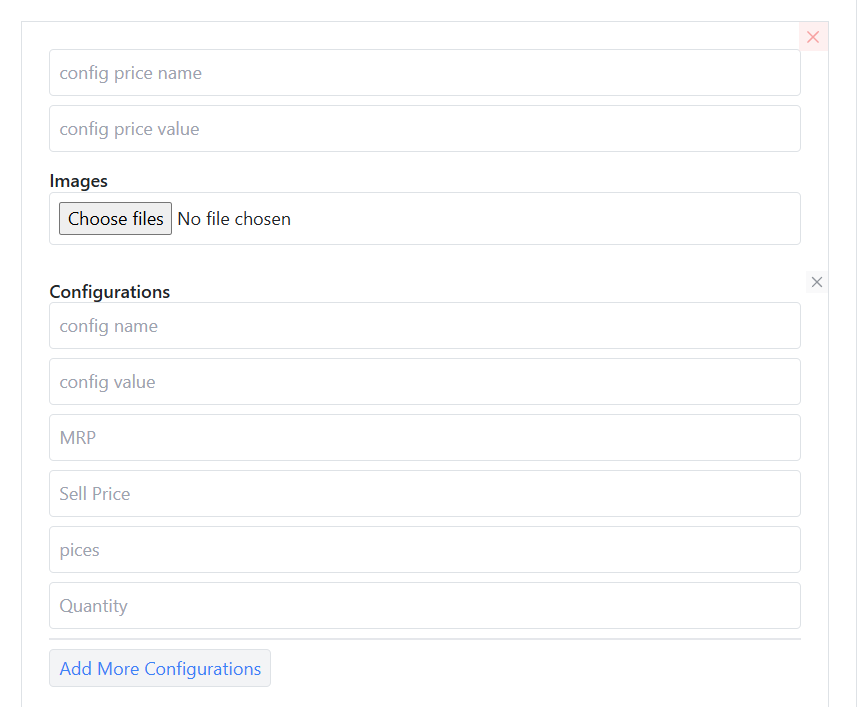 config price name
config price value
Images
Choose files No file chosen
Configurations
config name
config value
MRP
Sell Price
pices
Quantity
Add More Configurations